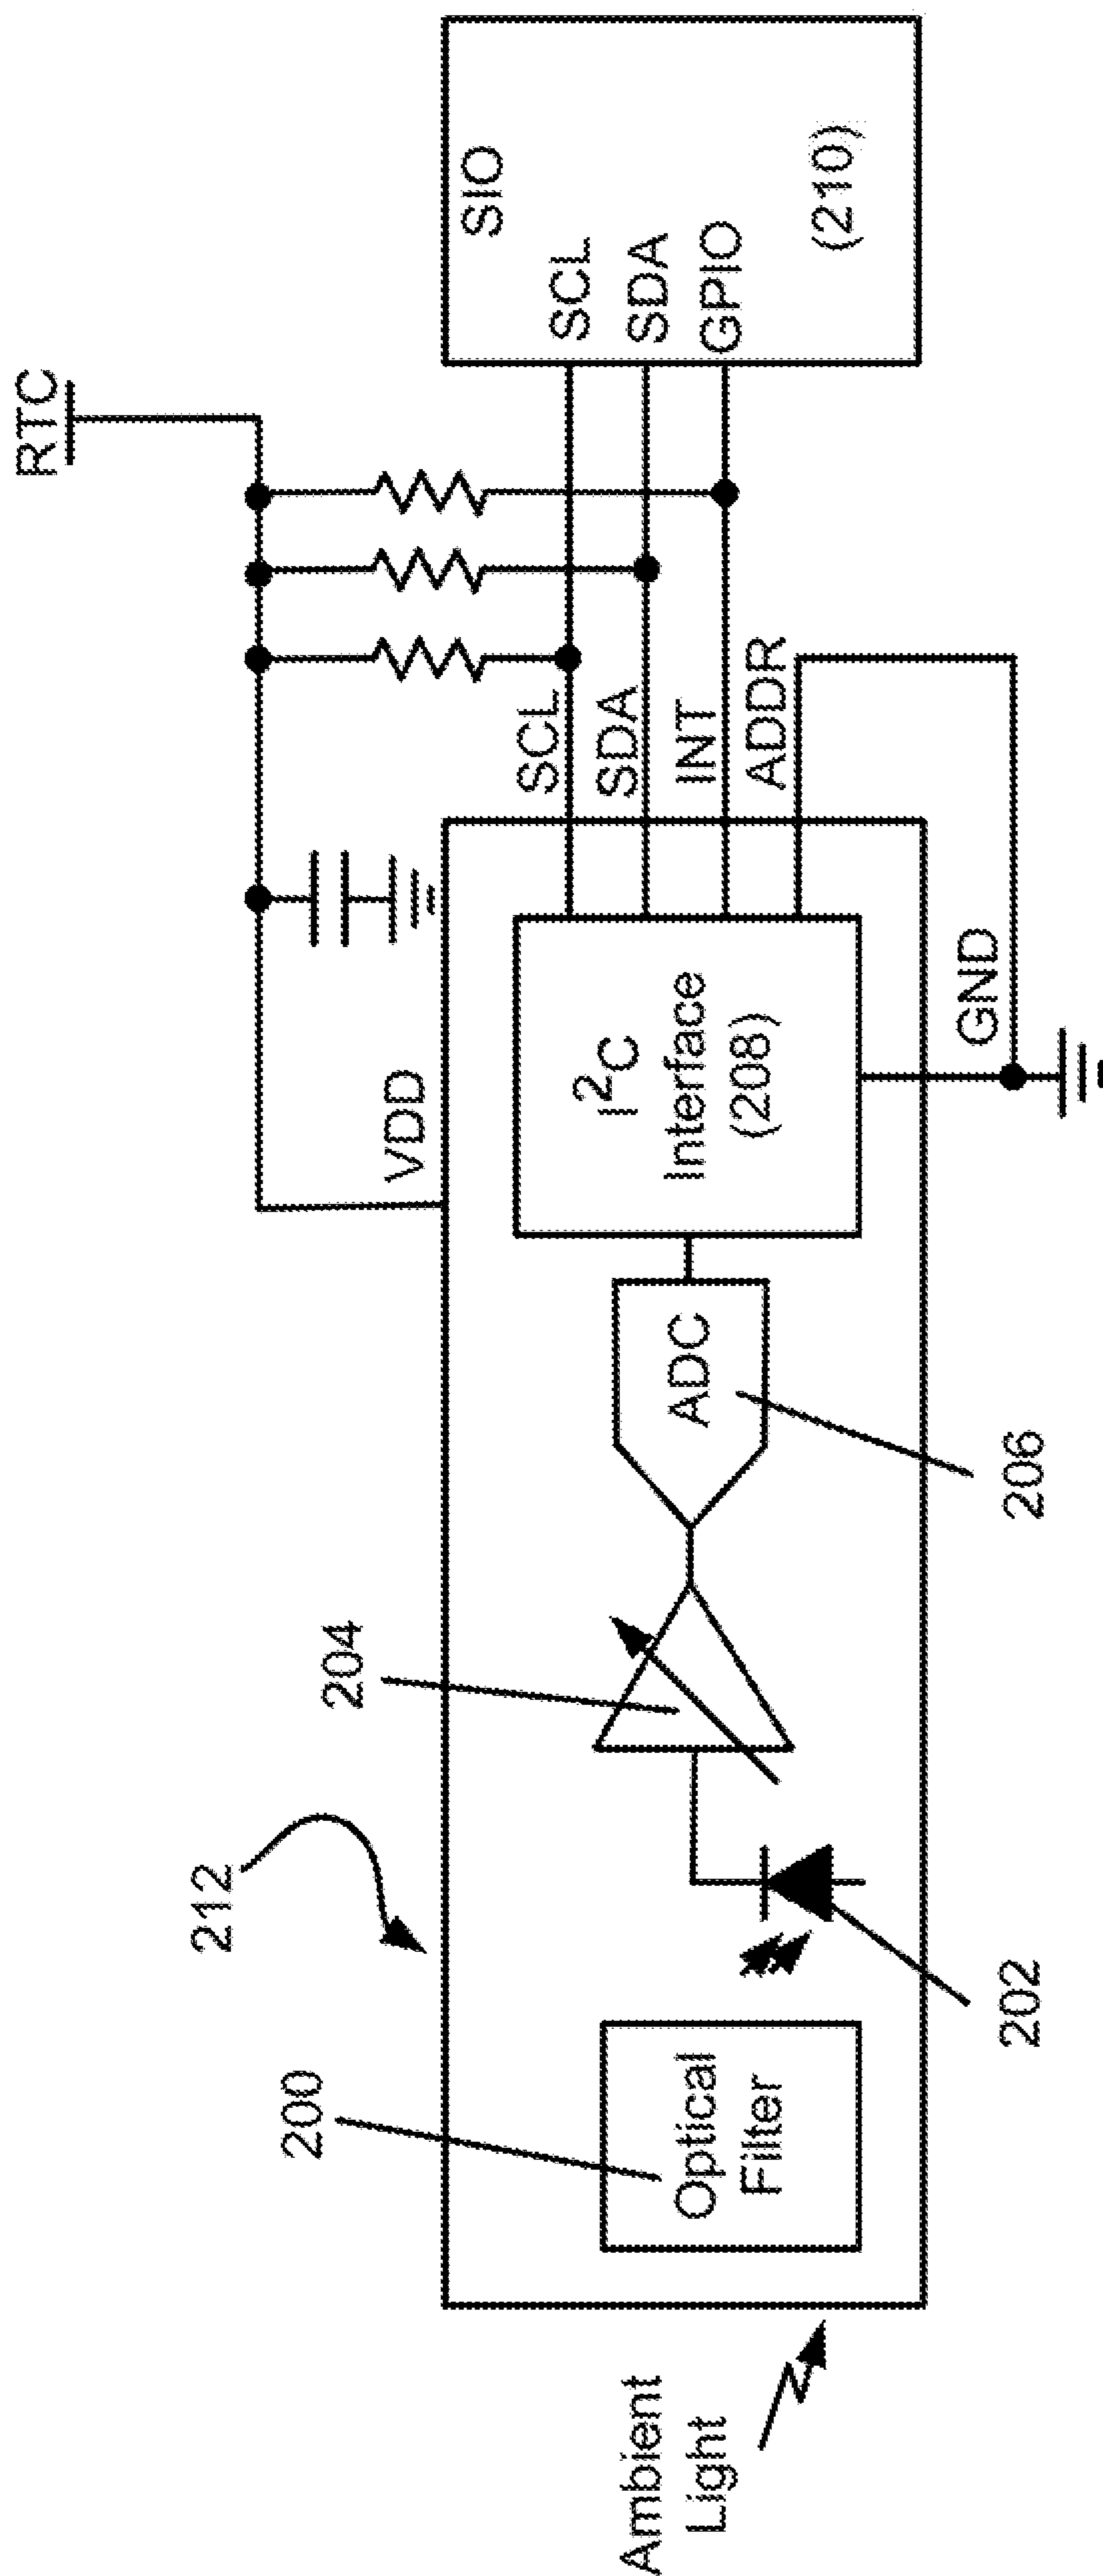 RTC
SIO
SCL
SDA
GPIO
(210)
SCL
SDA
INT
ADDR
VDD
GND
I²C
Interface
(208)
ADC
206
204
212
202
200
Optical
Filter
Ambient
Light